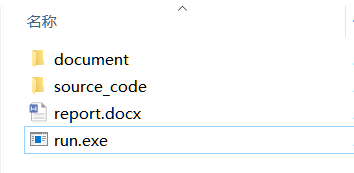 名称
document
source_code
report.docx
run.exe